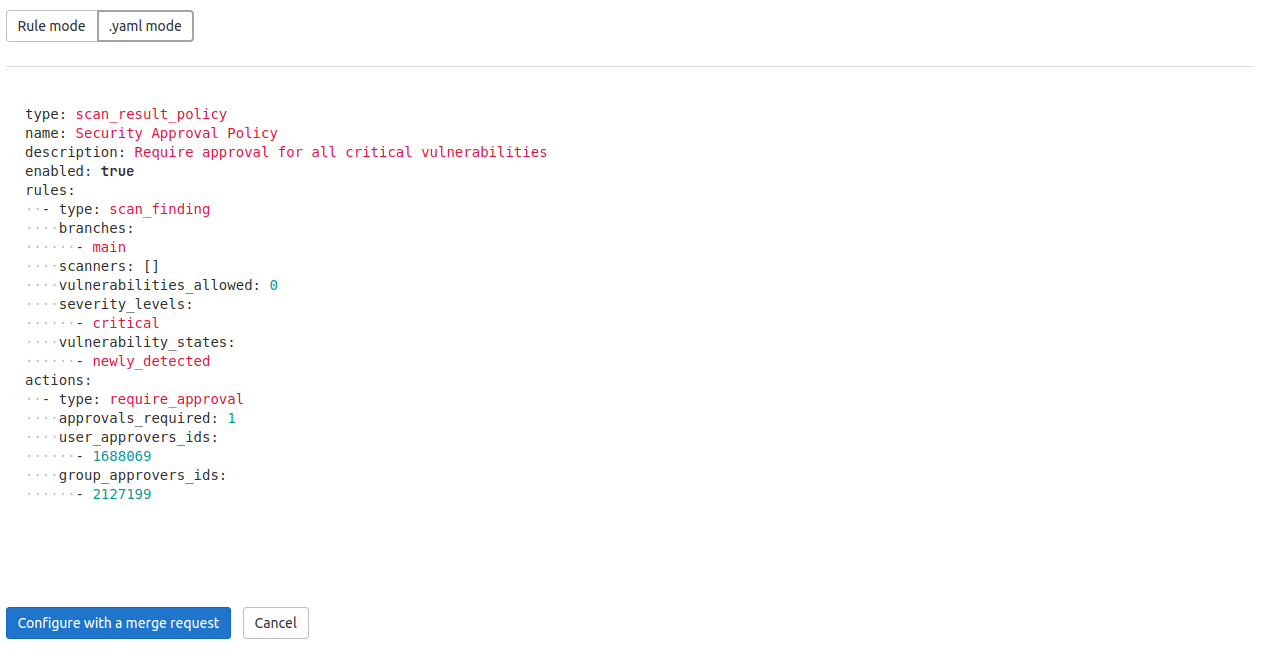 Rule mode .yaml mode
type: scan_result_policy
name: Security Approval Policy
description: Require approval for all critical vulnerabilities
enabled: true
rules:
  - type: scan_finding
    branches:
      - main
    scanners: []
    vulnerabilities_allowed: 0
    severity_levels:
      - critical
    vulnerability_states:
      - newly_detected
actions:
  - type: require_approval
    approvals_required: 1
    user_approvers_ids:
      - 1688069
    group_approvers_ids:
      - 2127199
Configure with a merge request Cancel